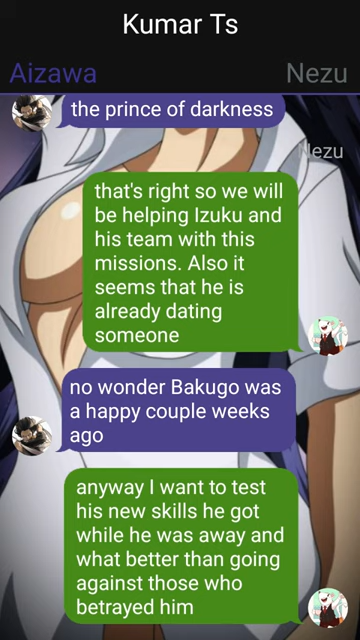 Kumar Ts
Aizawa
Nezu
the prince of darkness
Nezu
that's right so we will
be helping Izuku and
his team with this
missions. Also it
seems that he is
already dating
someone
no wonder Bakugo was
a happy couple weeks
ago
anyway I want to test
his new skills he got
while he was away and
what better than going
against those who
betrayed him